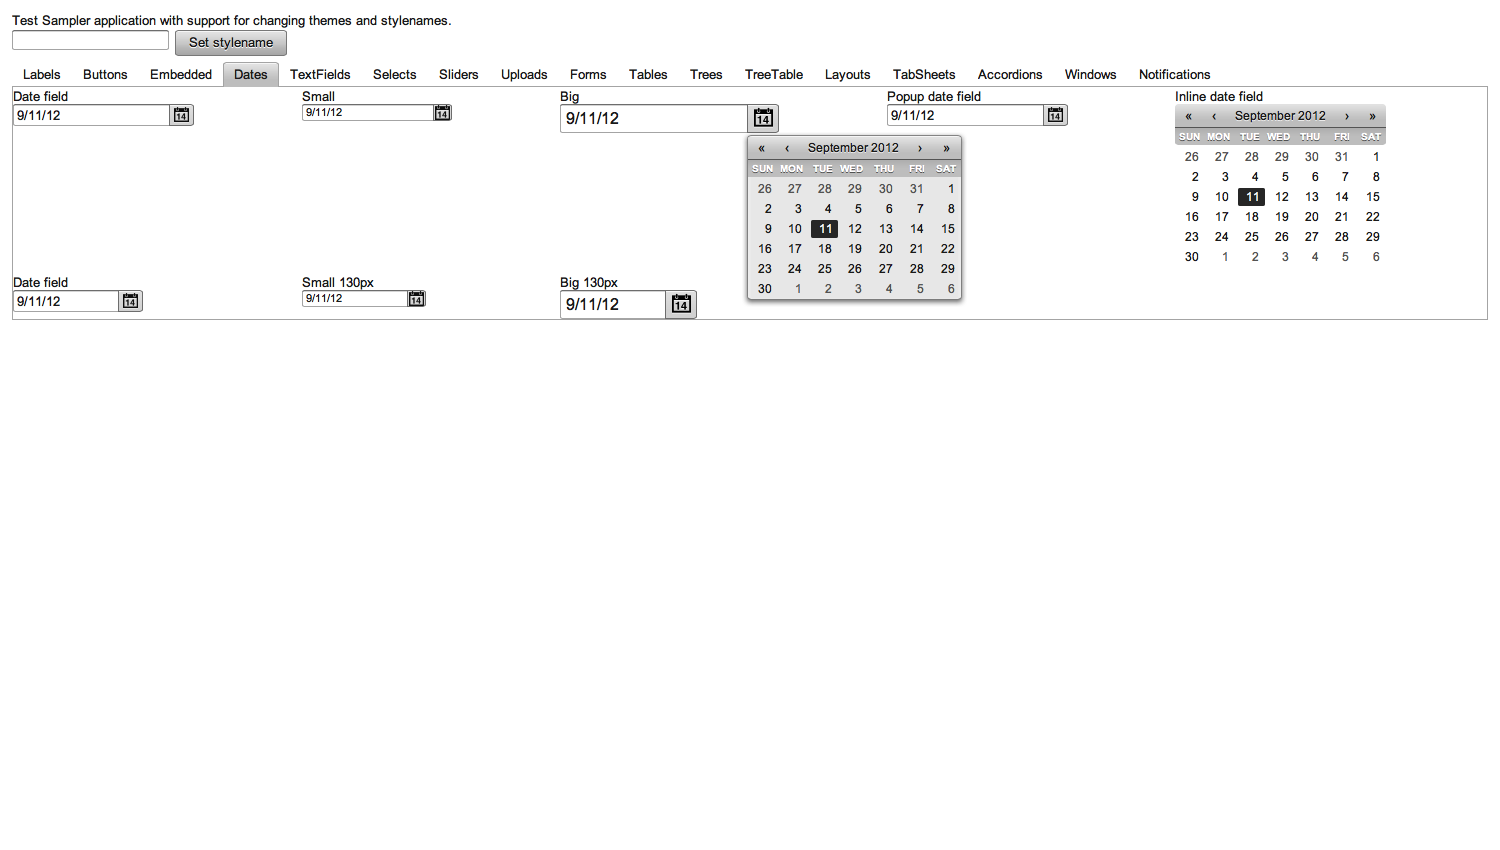 Test Sampler application with support for changing themes and stylenames.
Set stylename
Labels Buttons Embedded Dates TextFields Selects Sliders Uploads Forms Tables Trees TreeTable Layouts TabSheets Accordions Windows Notifications
Date field Small Big Popup date field Inline date field
9/11/12 14 9/11/12 14 9/11/12 14 9/11/12 14
« ‹ September 2012 › »
SUN MON TUE WED THU FRI SAT
26 27 28 29 30 31 1
2 3 4 5 6 7 8
9 10 11 12 13 14 15
16 17 18 19 20 21 22
23 24 25 26 27 28 29
30 1 2 3 4 5 6
« ‹ September 2012 › »
SUN MON TUE WED THU FRI SAT
26 27 28 29 30 31 1
2 3 4 5 6 7 8
9 10 11 12 13 14 15
16 17 18 19 20 21 22
23 24 25 26 27 28 29
30 1 2 3 4 5 6
Date field Small 130px Big 130px
9/11/12 14 9/11/12 14 9/11/12 14